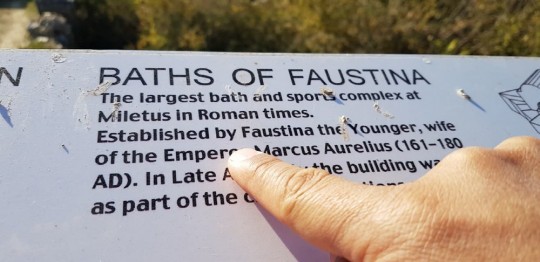 N
BATHS OF FAUSTINA
The largest bath and sports complex at
Miletus in Roman times.
Established by Faustina the Younger, wife
of the Marcus Aurelius (161-180
AD). In Late the building
as part of the